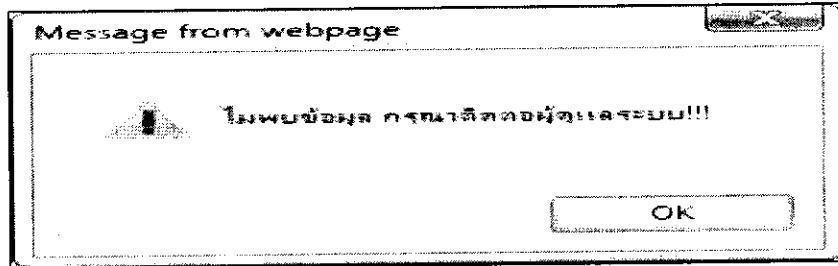 Message from webpage
ไม่พบข้อมูล กรุณาติดต่อผู้ดูแลระบบ!!!
OK